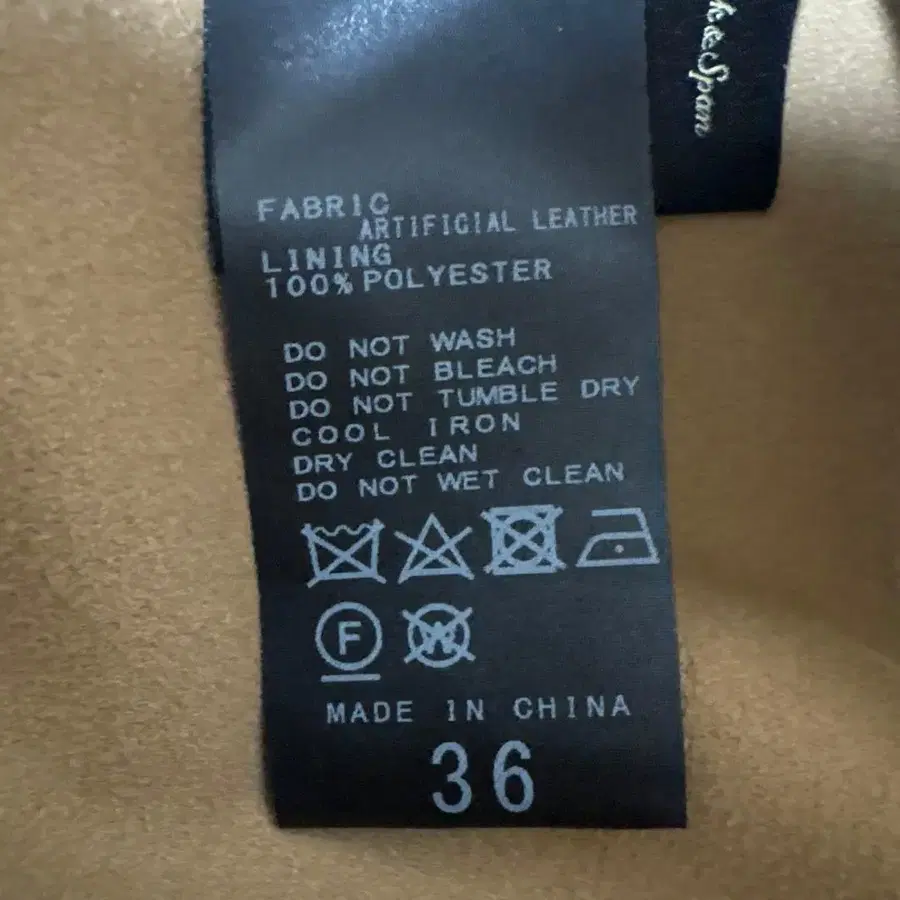 & Span
FABRIC
ARTIFICIAL LEATHER
LINING
100% POLYESTER
DO NOT WASH
DO NOT BLEACH
DO NOT TUMBLE DRY
COOL IRON
DRY CLEAN
DO NOT WET CLEAN
F
W
MADE IN CHINA
36